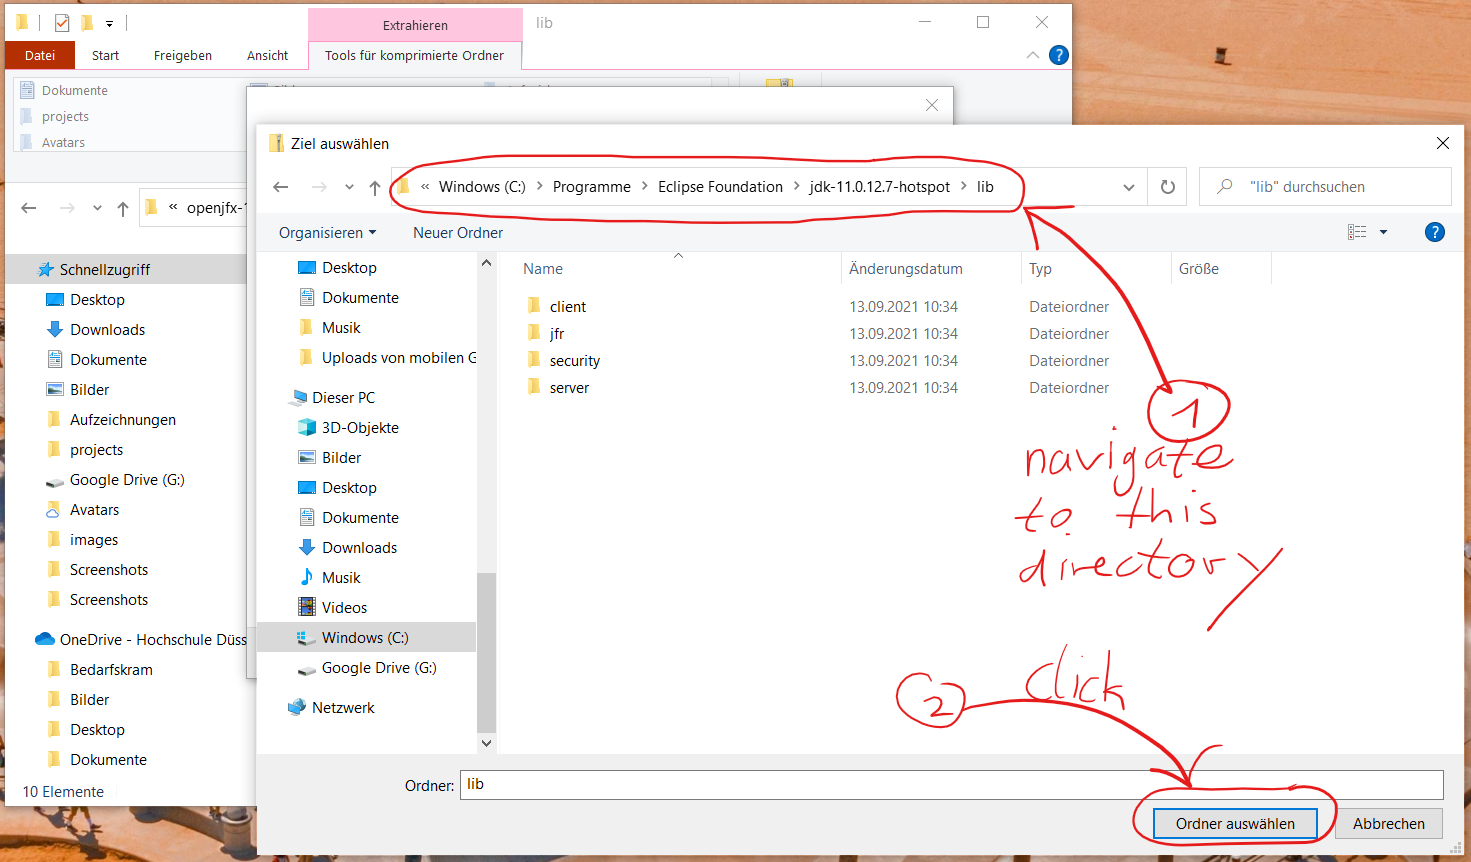 Extrahieren
lib
Datei
Start
Freigeben
Ansicht
Tools für komprimierte Ordner
Dokumente
projects
Avatars
Ziel auswählen
« Windows (C:) > Programme > Eclipse Foundation > jdk-11.0.12.7-hotspot > lib
"lib" durchsuchen
« openjfx-1
Organisieren
Neuer Ordner
Schnellzugriff
Desktop
Downloads
Dokumente
Bilder
Aufzeichnungen
projects
Google Drive (G:)
Avatars
images
Screenshots
Screenshots
OneDrive - Hochschule Düss
Bedarfskram
Bilder
Desktop
Dokumente
10 Elemente
Desktop
Dokumente
Musik
Uploads von mobilen G
Dieser PC
3D-Objekte
Bilder
Desktop
Dokumente
Downloads
Musik
Videos
Windows (C:)
Google Drive (G:)
Netzwerk
Name Änderungsdatum Typ Größe
client 13.09.2021 10:34 Dateiordner
jfr 13.09.2021 10:34 Dateiordner
security 13.09.2021 10:34 Dateiordner
server 13.09.2021 10:34 Dateiordner
1
navigate
to this
directory
2 click
Ordner: lib
Ordner auswählen
Abbrechen